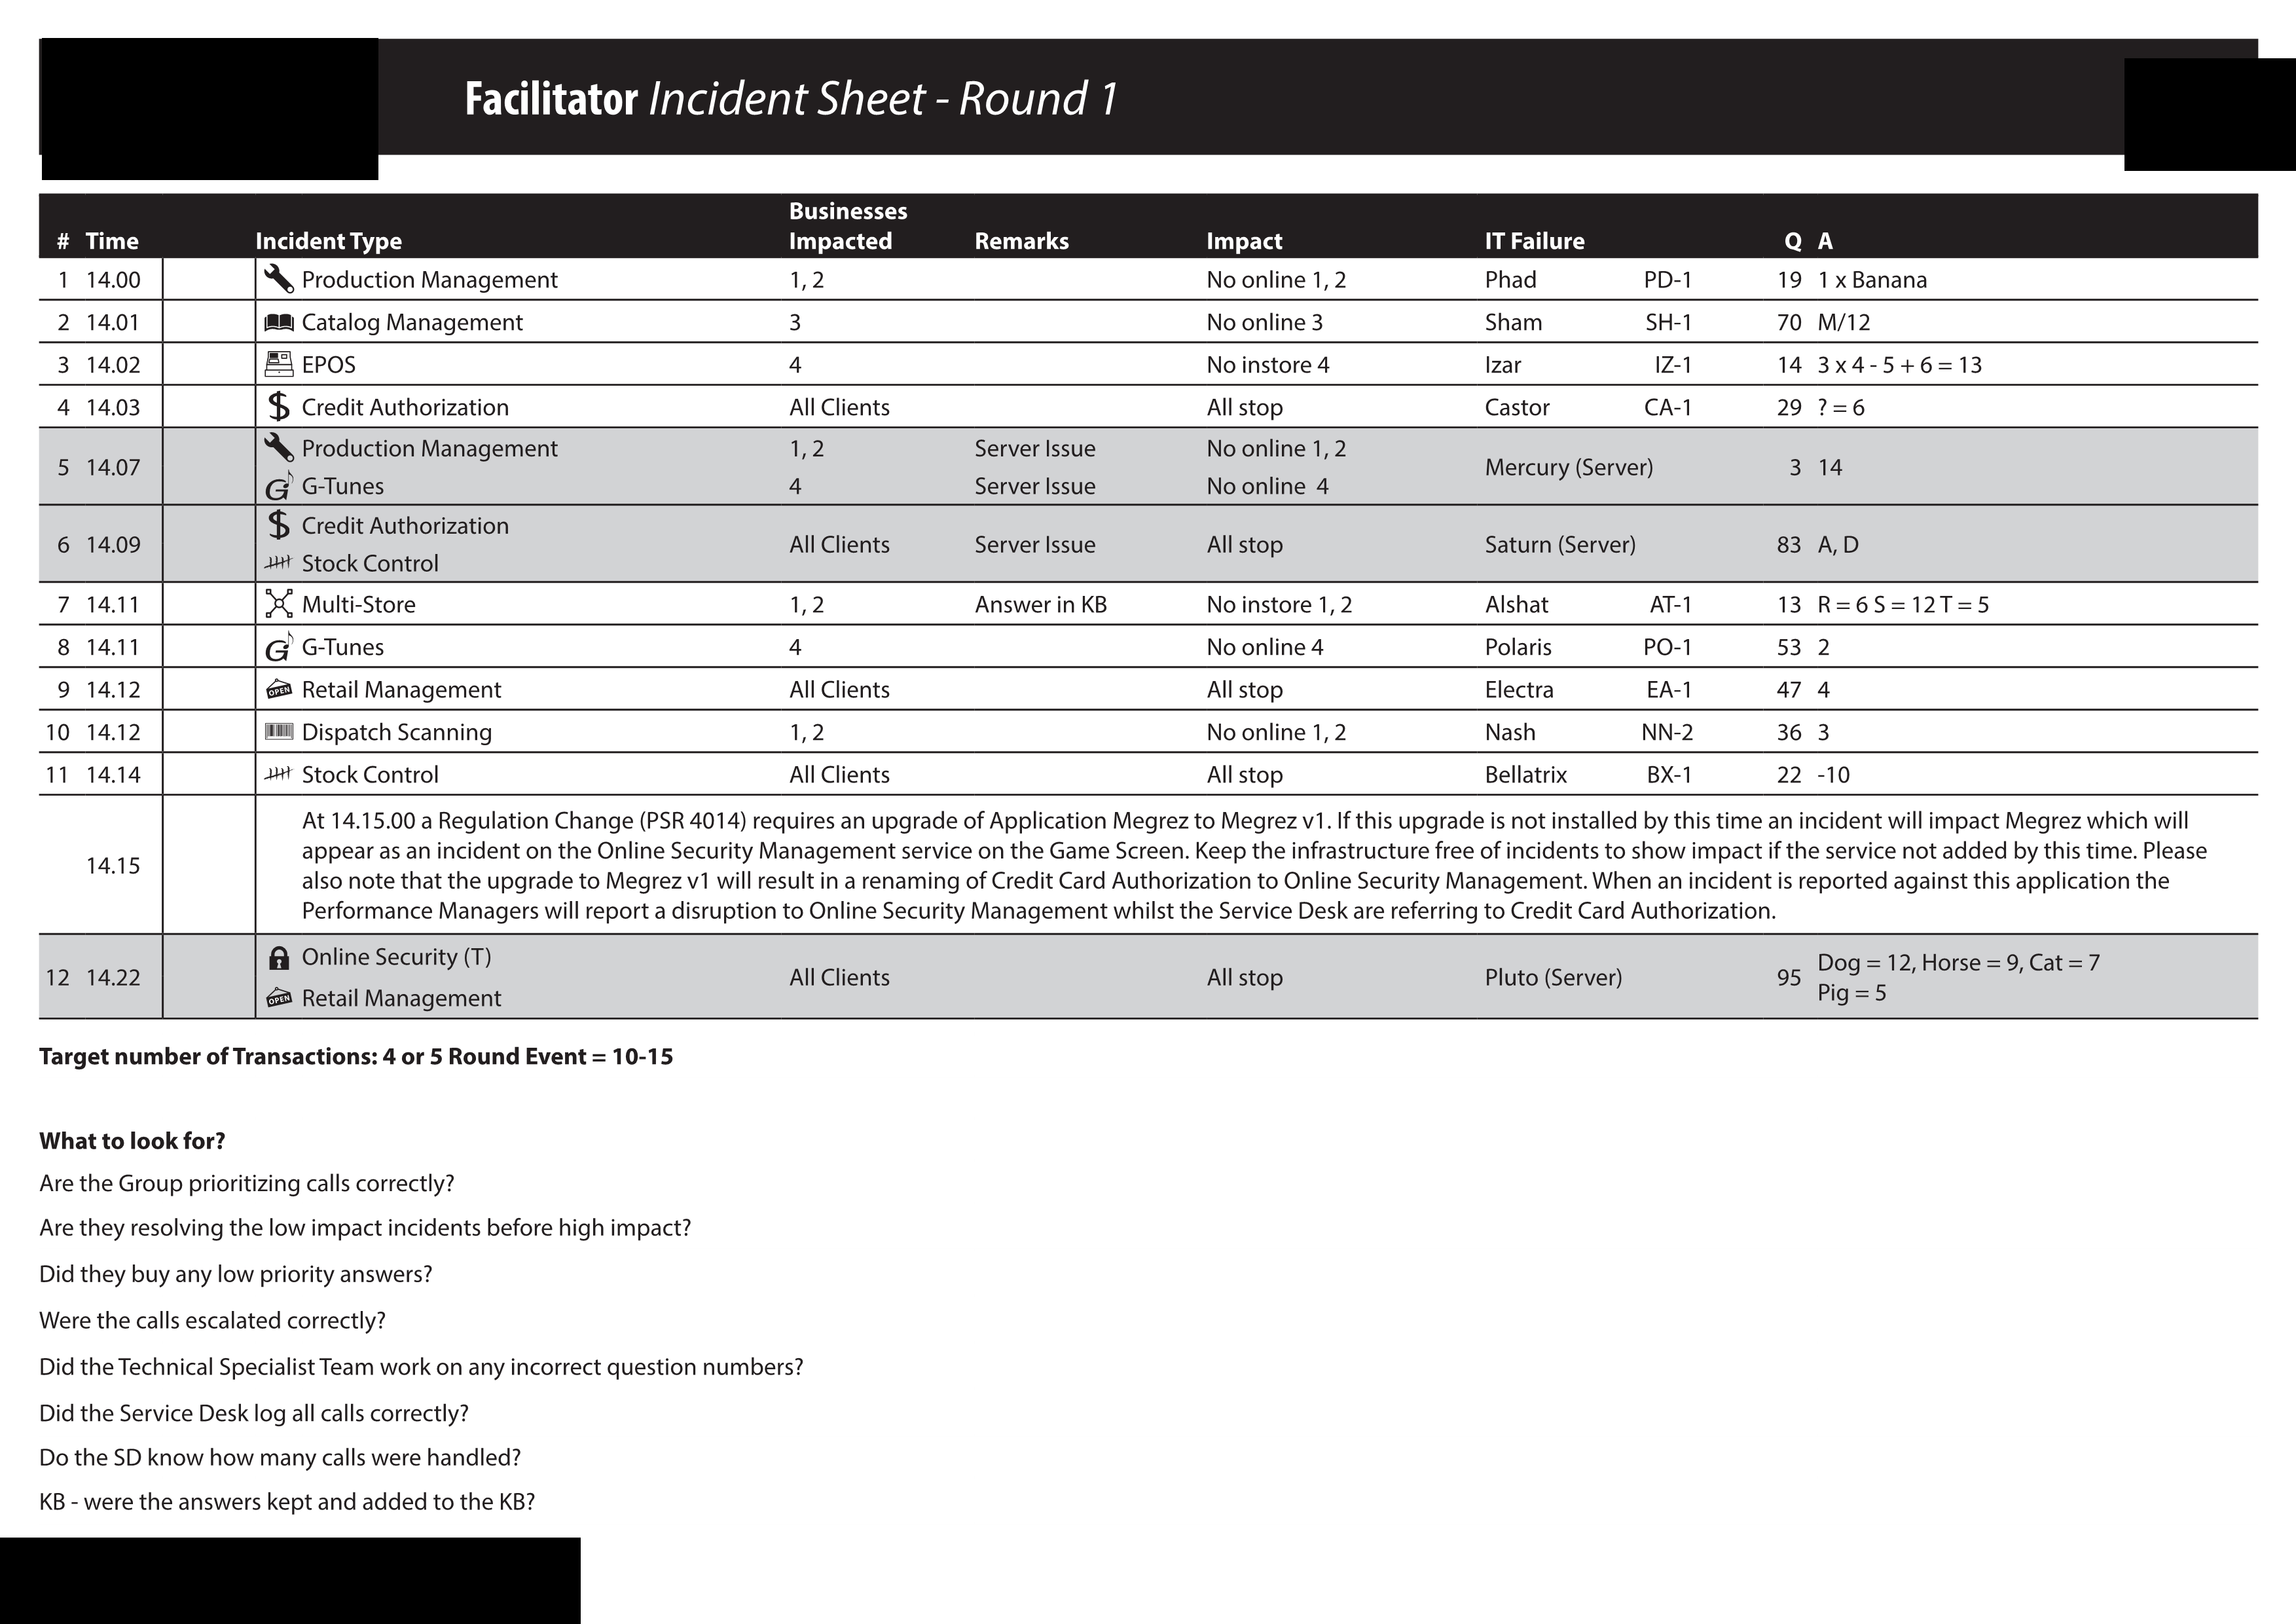 Facilitator Incident Sheet - Round 1
# Time Incident Type Businesses Impacted Remarks Impact IT Failure Q A
1 14.00 Production Management 1, 2 No online 1, 2 Phad PD-1 19 1 x Banana
2 14.01 Catalog Management 3 No online 3 Sham SH-1 70 M/12
3 14.02 EPOS 4 No instore 4 Izar IZ-1 14 3 x 4 - 5 + 6 = 13
4 14.03 $ Credit Authorization All Clients All stop Castor CA-1 29 ? = 6
5 14.07 Production Management 1, 2 Server Issue No online 1, 2 Mercury (Server) 3 14
G G-Tunes 4 Server Issue No online 4
6 14.09 $ Credit Authorization All Clients Server Issue All stop Saturn (Server) 83 A, D
Stock Control
7 14.11 Multi-Store 1, 2 Answer in KB No instore 1, 2 Alshat AT-1 13 R = 6 S = 12 T = 5
8 14.11 G G-Tunes 4 No online 4 Polaris PO-1 53 2
9 14.12 OPEN Retail Management All Clients All stop Electra EA-1 47 4
10 14.12 Dispatch Scanning 1, 2 No online 1, 2 Nash NN-2 36 3
11 14.14 Stock Control All Clients All stop Bellatrix BX-1 22 -10
14.15 At 14.15.00 a Regulation Change (PSR 4014) requires an upgrade of Application Megrez to Megrez v1. If this upgrade is not installed by this time an incident will impact Megrez which will
appear as an incident on the Online Security Management service on the Game Screen. Keep the infrastructure free of incidents to show impact if the service not added by this time. Please
also note that the upgrade to Megrez v1 will result in a renaming of Credit Card Authorization to Online Security Management. When an incident is reported against this application the
Performance Managers will report a disruption to Online Security Management whilst the Service Desk are referring to Credit Card Authorization.
12 14.22 Online Security (T) All Clients All stop Pluto (Server) 95 Dog = 12, Horse = 9, Cat = 7
OPEN Retail Management Pig = 5
Target number of Transactions: 4 or 5 Round Event = 10-15
What to look for?
Are the Group prioritizing calls correctly?
Are they resolving the low impact incidents before high impact?
Did they buy any low priority answers?
Were the calls escalated correctly?
Did the Technical Specialist Team work on any incorrect question numbers?
Did the Service Desk log all calls correctly?
Do the SD know how many calls were handled?
KB - were the answers kept and added to the KB?